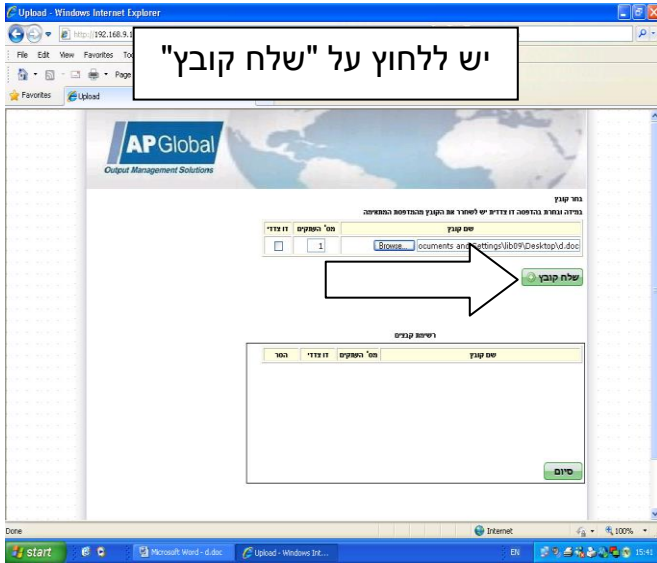 Upload - Windows Internet Explorer
http://192.168.9.1
File Edit View Favorites
Page
Favorites Upload
יש ללחוץ על "שלח קובץ"
APGlobal
Output Management Solutions
בחר קובץ
במידה ובחרת בהדפסה דו צדדית יש לשחרר את הקובץ מהמדפסת המתאימה
שם קובץ מס' העתקים דו צדדי
Browse... ocuments and Settings\lib09\Desktop\d.doc 1
שלח קובץ
רשימת קבצים
שם קובץ מס' העתקים דו צדדי הסר
סיום
Done Internet 100%
start Microsoft Word - d.doc Upload - Windows Int... EN 15:41